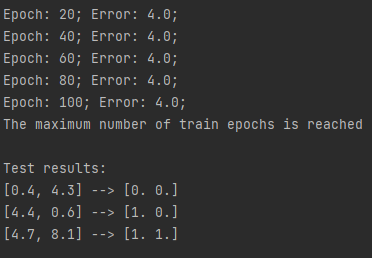 Epoch: 20; Error: 4.0;
Epoch: 40; Error: 4.0;
Epoch: 60; Error: 4.0;
Epoch: 80; Error: 4.0;
Epoch: 100; Error: 4.0;
The maximum number of train epochs is reached
Test results:
[0.4, 4.3] --> [0. 0.]
[4.4, 0.6] --> [1. 0.]
[4.7, 8.1] --> [1. 1.]